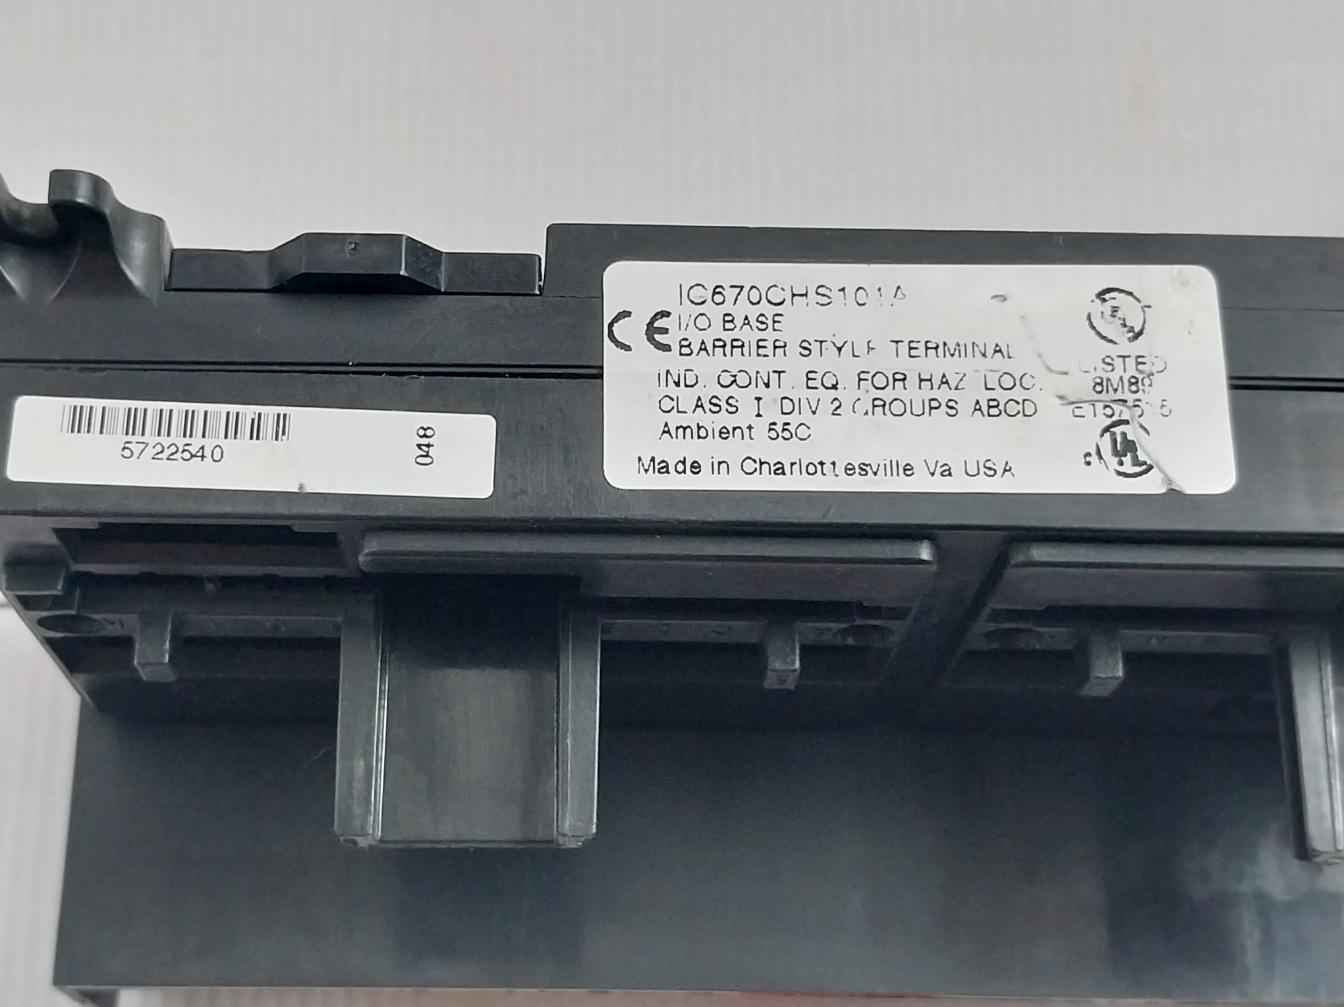 IC670CHS101A
CE I/O BASE
BARRIER STYLE TERMINAL
IND. CONT. EQ. FOR HAZ LOC.
CLASS I DIV 2 GROUPS ABCD
Ambient 55C
Made in Charlottesville Va USA
LISTED
UL
5722540
048